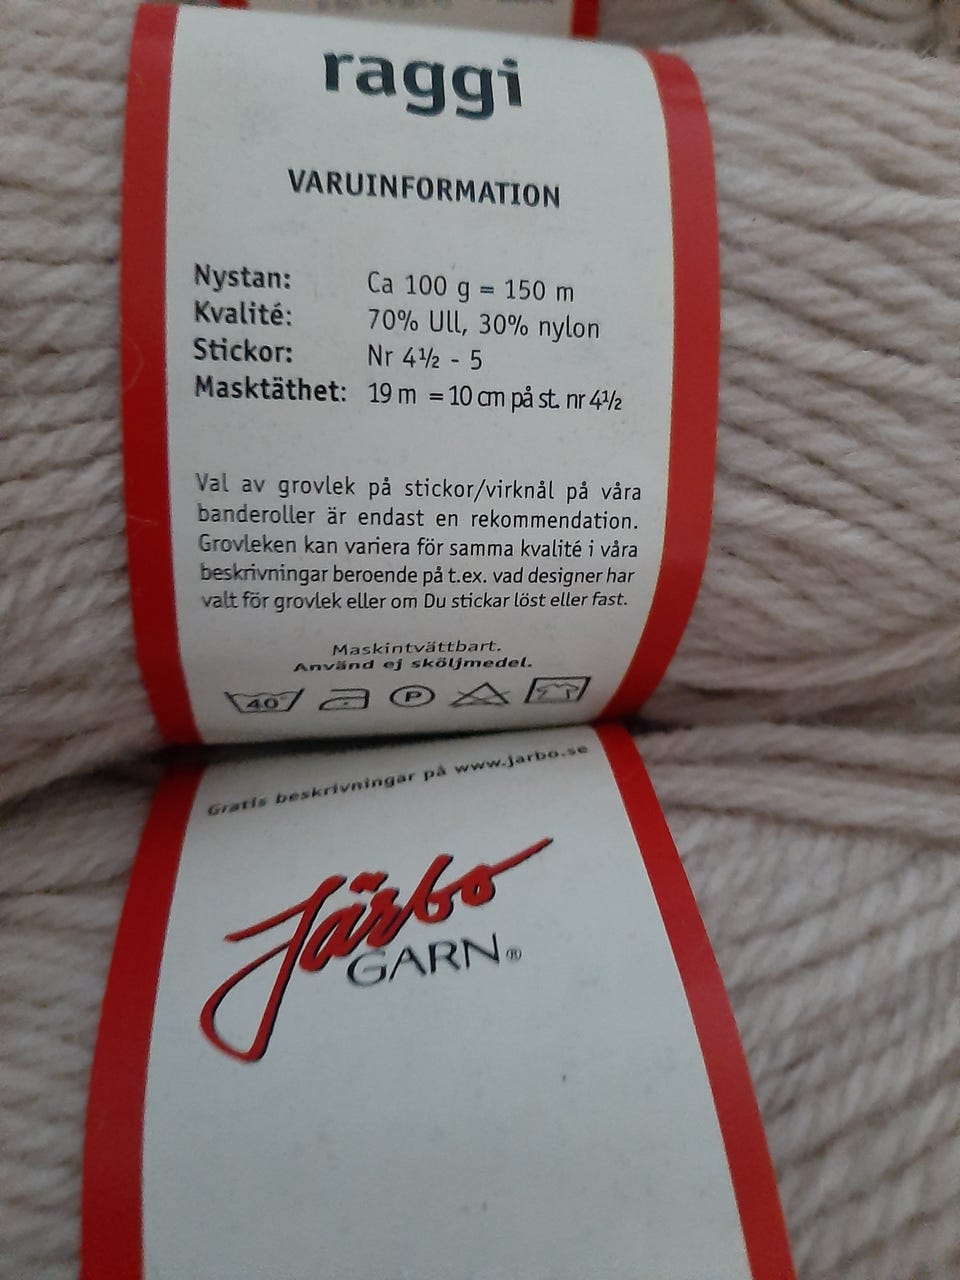 raggi
VARUINFORMATION
Nystan: Ca 100 g = 150 m
Kvalité: 70% Ull, 30% nylon
Stickor: Nr 4½ - 5
Masktäthet: 19 m = 10 cm på st. nr 4½
Val av grovlek på stickor/virknål på våra
banderoller är endast en rekommendation.
Grovleken kan variera för samma kvalité i våra
beskrivningar beroende på t.ex. vad designer har
valt för grovlek eller om Du stickar löst eller fast.
Maskintvättbart.
Använd ej sköljmedel.
40° P
Gratis beskrivningar på www.jarbo.se
Järbo
GARN®